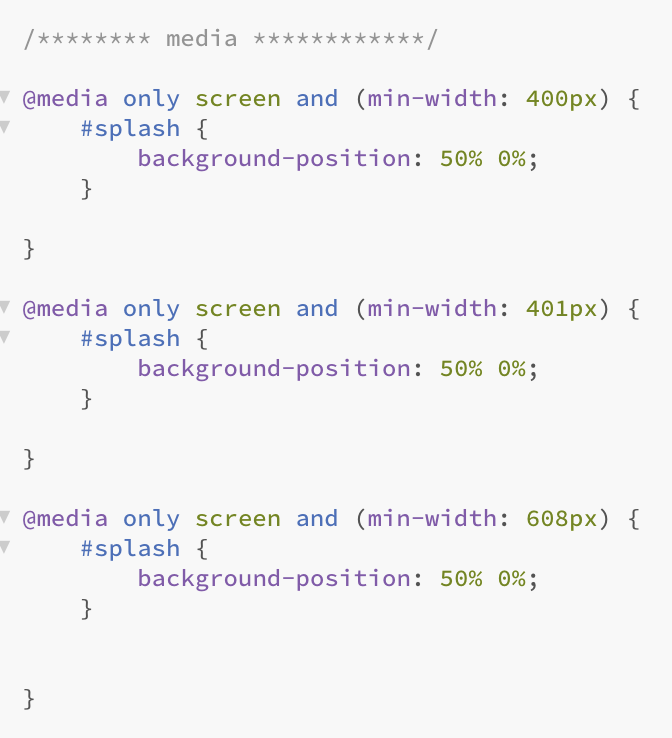 /******** media ************/
@media only screen and (min-width: 400px) {
#splash {
background-position: 50% 0%;
}
}
@media only screen and (min-width: 401px) {
#splash {
background-position: 50% 0%;
}
}
@media only screen and (min-width: 608px) {
#splash {
background-position: 50% 0%;
}
}